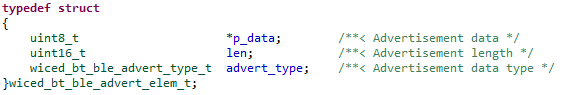 typedef struct
{
    uint8_t                  *p_data;       /**< Advertisement data */
    uint16_t                 len;           /**< Advertisement length */
    wiced_bt_ble_advert_type_t  advert_type;   /**< Advertisement data type */
}wiced_bt_ble_advert_elem_t;